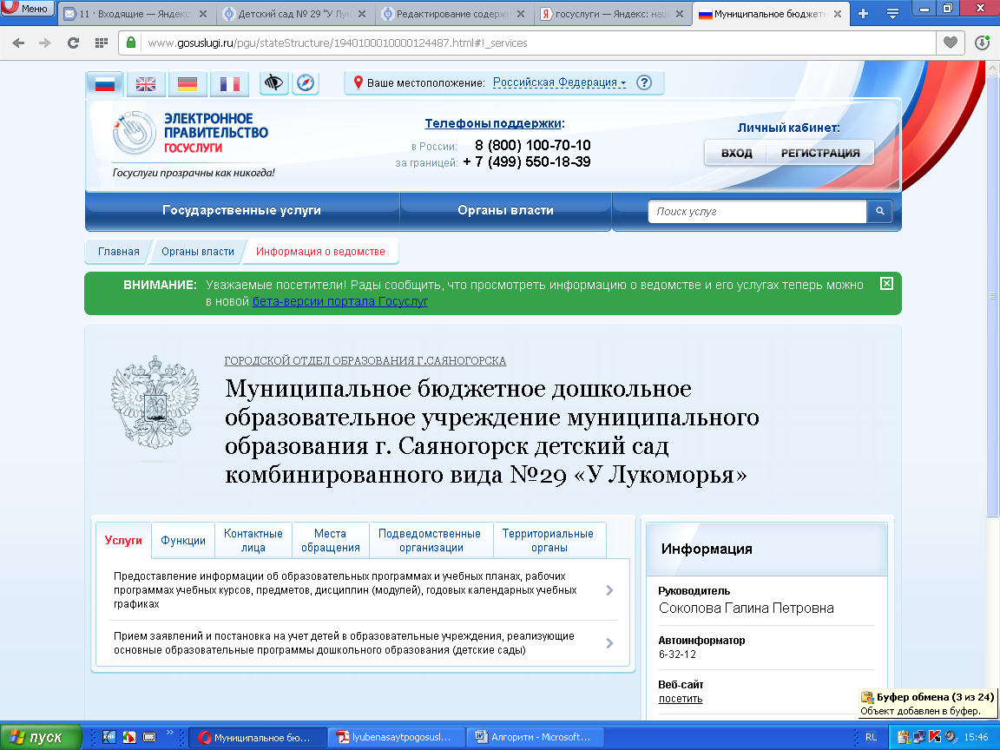 Меню
11 · Входящие — Яндекс.
Детский сад № 29 "У Лук
Редактирование содерж
госуслуги — Яндекс: наш
Муниципальное бюджетн
www.gosuslugi.ru/pgu/stateStructure/1940100010000124487.html#!_services
Ваше местоположение: Российская Федерация
?
ЭЛЕКТРОННОЕ
ПРАВИТЕЛЬСТВО
ГОСУСЛУГИ
Госуслуги прозрачны как никогда!
Телефоны поддержки:
в России: 8 (800) 100-70-10
за границей: + 7 (499) 550-18-39
Личный кабинет:
ВХОД РЕГИСТРАЦИЯ
Государственные услуги Органы власти Поиск услуг
Главная Органы власти Информация о ведомстве
ВНИМАНИЕ: Уважаемые посетители! Рады сообщить, что просмотреть информацию о ведомстве и его услугах теперь можно
в новой бета-версии портала Госуслуг
ГОРОДСКОЙ ОТДЕЛ ОБРАЗОВАНИЯ Г.САЯНОГОРСКА
Муниципальное бюджетное дошкольное
образовательное учреждение муниципального
образования г. Саяногорск детский сад
комбинированного вида №29 «У Лукоморья»
Услуги
Функции
Контактные
лица
Места
обращения
Подведомственные
организации
Территориальные
органы
Предоставление информации об образовательных программах и учебных планах, рабочих
программах учебных курсов, предметов, дисциплин (модулей), годовых календарных учебных
графиках
Прием заявлений и постановка на учет детей в образовательные учреждения, реализующие
основные образовательные программы дошкольного образования (детские сады)
Информация
Руководитель
Соколова Галина Петровна
Автоинформатор
6-32-12
Веб-сайт
посетить
Буфер обмена (3 из 24)
Объект добавлен в буфер.
пуск
Муниципальное бю...
lyubenasaytpogosusl...
Алгоритм - Microsoft...
RL
15:46